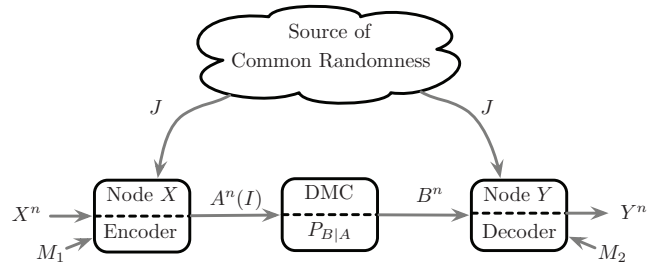 Source of
Common Randomness
J
J
Node X
A^n(I)
DMC
B^n
Node Y
X^n
Y^n
Encoder
P_{B|A}
Decoder
M_1
M_2